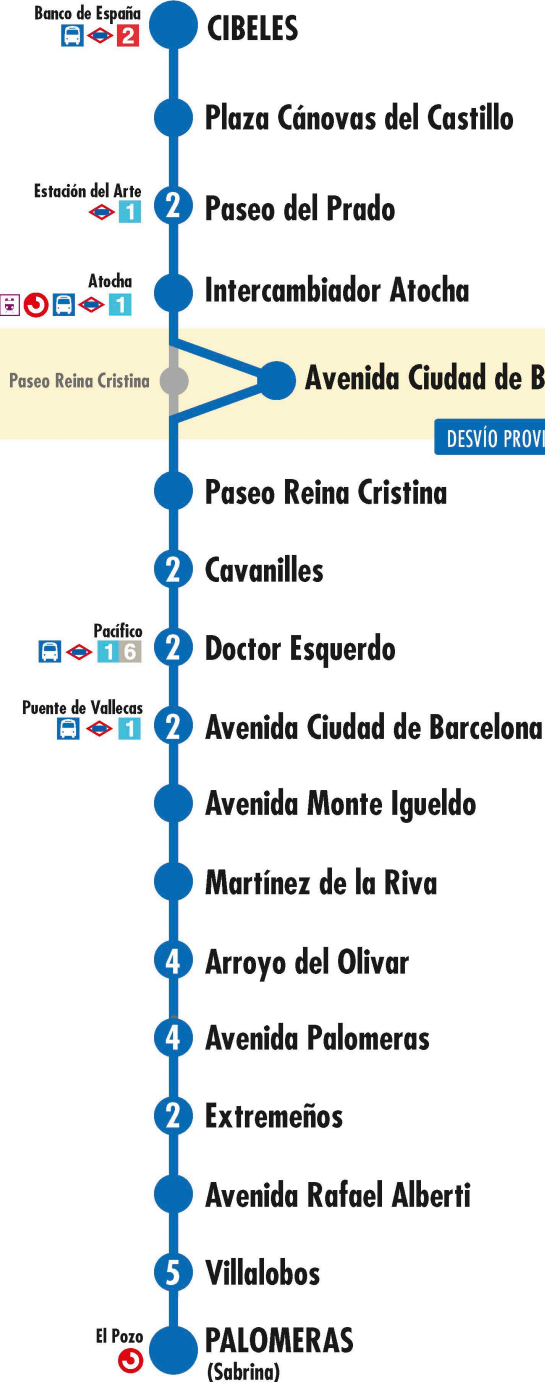 Banco de España
2
CIBELES
Plaza Cánovas del Castillo
Estación del Arte
1
2
Paseo del Prado
Atocha
1
Intercambiador Atocha
Paseo Reina Cristina
Avenida Ciudad de B
DESVÍO PROVI
Paseo Reina Cristina
2
Cavanilles
Pacífico
1 6
2
Doctor Esquerdo
Puente de Vallecas
1
2
Avenida Ciudad de Barcelona
Avenida Monte Igueldo
Martínez de la Riva
4
Arroyo del Olivar
4
Avenida Palomeras
2
Extremeños
Avenida Rafael Alberti
5
Villalobos
El Pozo
PALOMERAS
(Sabrina)